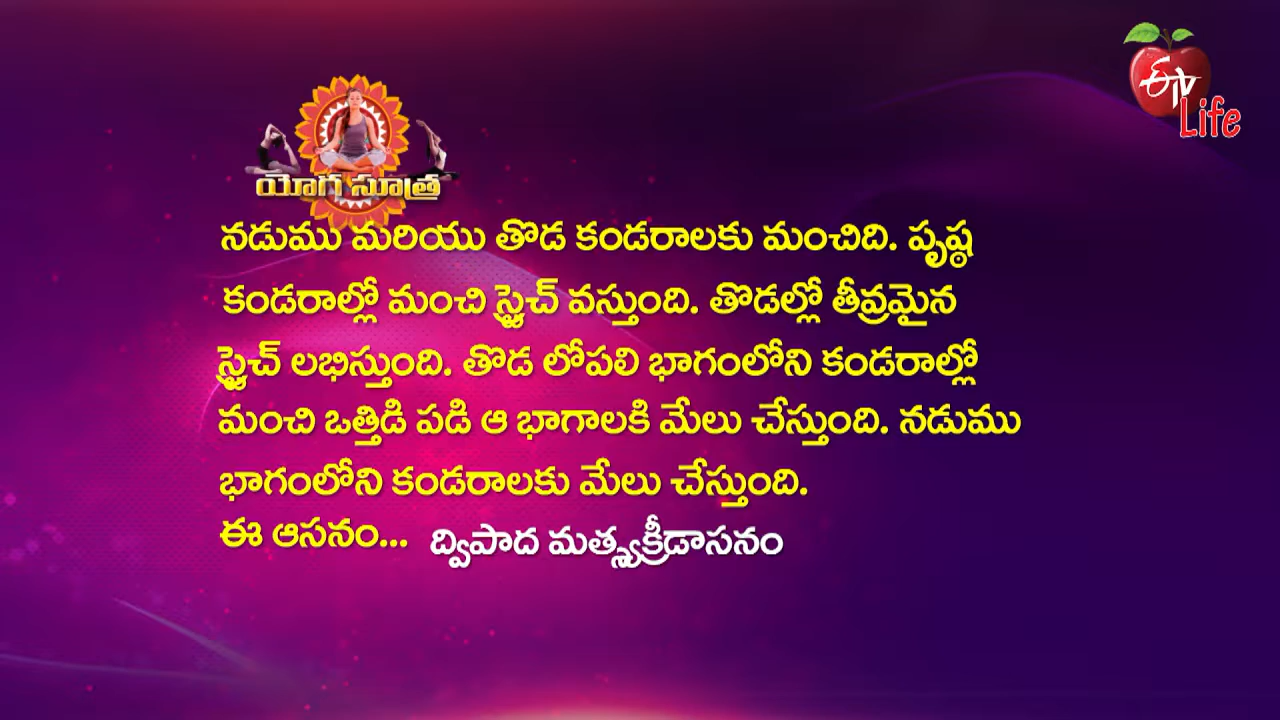 ETV
Life
యోగ సూత్ర
నడుము మరియు తొడ కండరాలకు మంచిది. పృష్ఠ
కండరాల్లో మంచి స్ట్రెచ్ వస్తుంది. తొడల్లో తీవ్రమైన
స్ట్రెచ్ లభిస్తుంది. తొడ లోపలి భాగంలోని కండరాల్లో
మంచి ఒత్తిడి పడి ఆ భాగాలకి మేలు చేస్తుంది. నడుము
భాగంలోని కండరాలకు మేలు చేస్తుంది.
ఈ ఆసనం... ద్విపాద మత్స్యక్రీడాసనం